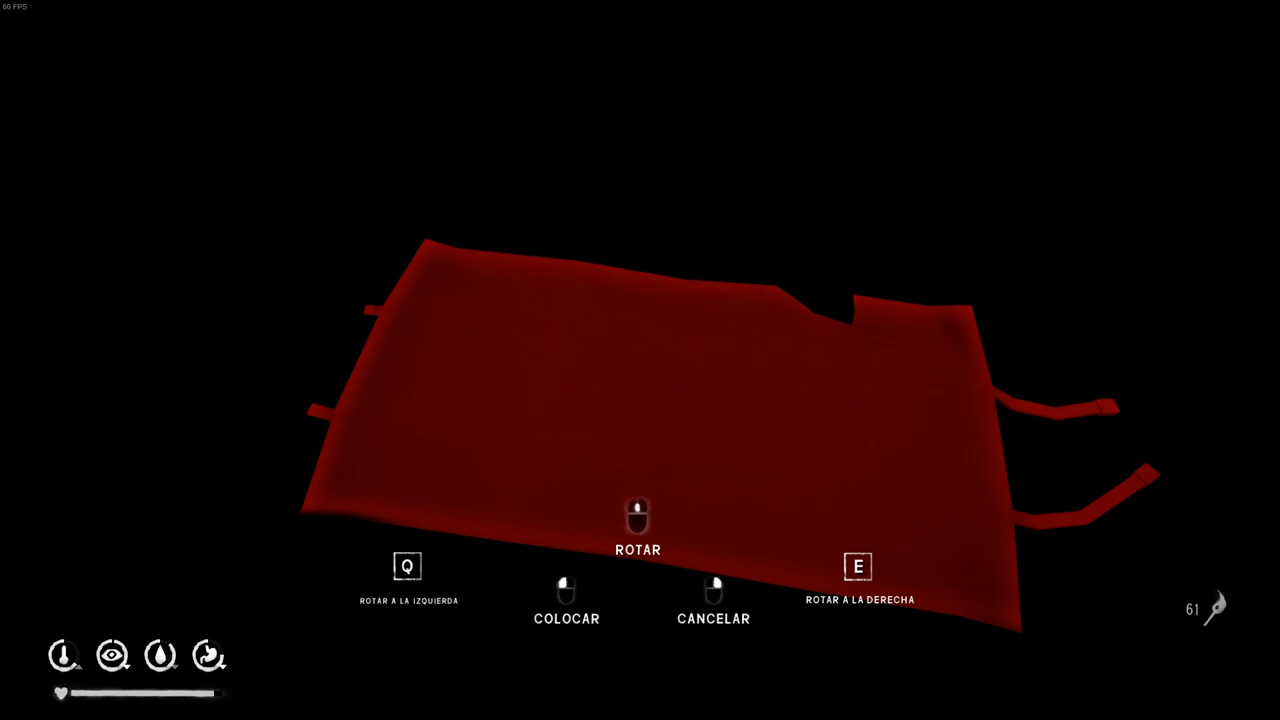 60 FPS
ROTAR
Q
E
ROTAR A LA IZQUIERDA
ROTAR A LA DERECHA
COLOCAR
CANCELAR
61